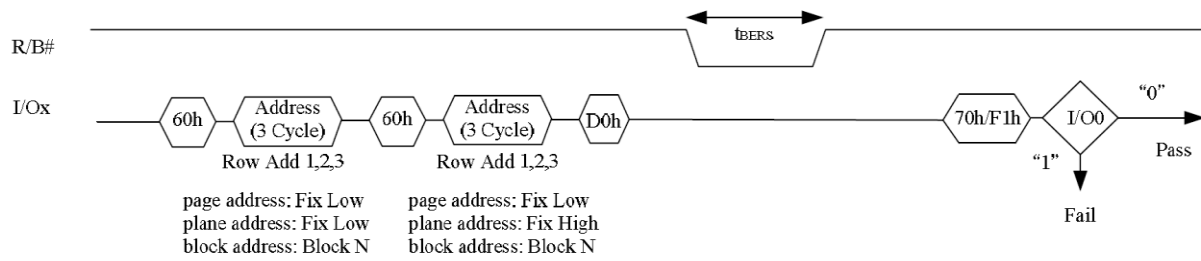 R/B#
tBERS
I/Ox
60h
Address
(3 Cycle)
60h
Address
(3 Cycle)
D0h
70h/F1h
I/O0
“0”
“1”
Pass
Fail
Row Add 1,2,3
Row Add 1,2,3
page address: Fix Low
plane address: Fix Low
block address: Block N
page address: Fix Low
plane address: Fix High
block address: Block N